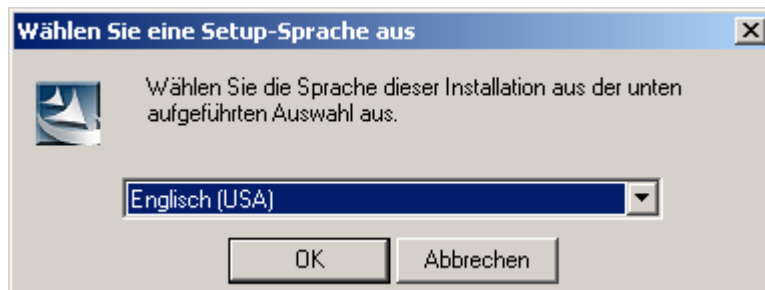 Wählen Sie eine Setup-Sprache aus
Wählen Sie die Sprache dieser Installation aus der unten
aufgeführten Auswahl aus.
Englisch (USA)
OK
Abbrechen